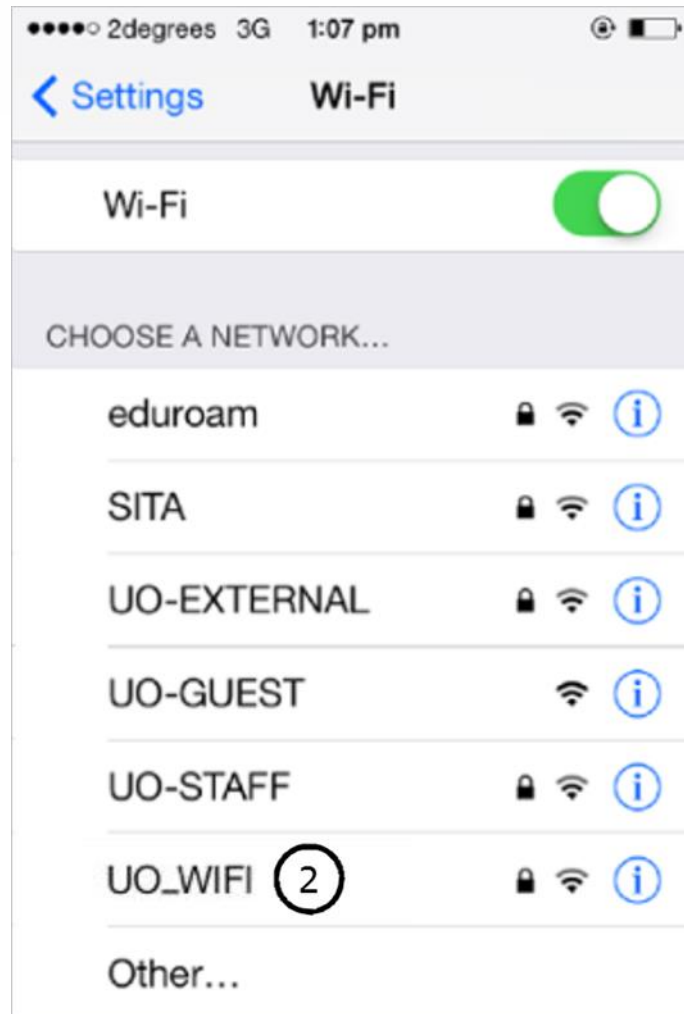 2degrees 3G 1:07 pm
Settings Wi-Fi
Wi-Fi
CHOOSE A NETWORK...
eduroam
SITA
UO-EXTERNAL
UO-GUEST
UO-STAFF
UO_WIFI 2
Other...